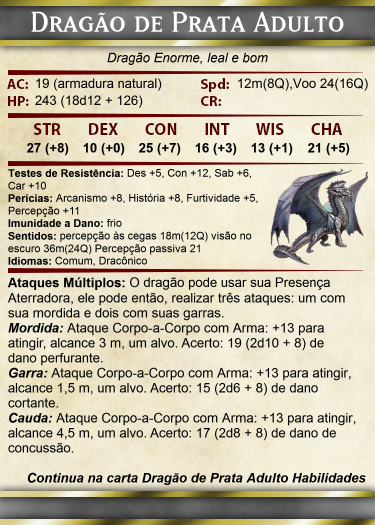 DRAGÃO DE PRATA ADULTO
Dragão Enorme, leal e bom
AC: 19 (armadura natural) Spd: 12m(8Q),Voo 24(16Q)
HP: 243 (18d12 + 126) CR:
STR DEX CON INT WIS CHA
27 (+8) 10 (+0) 25 (+7) 16 (+3) 13 (+1) 21 (+5)
Testes de Resistência: Des +5, Con +12, Sab +6,
Car +10
Perícias: Arcanismo +8, História +8, Furtividade +5,
Percepção +11
Imunidade a Dano: frio
Sentidos: percepção às cegas 18m(12Q) visão no
escuro 36m(24Q) Percepção passiva 21
Idiomas: Comum, Dracônico
Ataques Múltiplos: O dragão pode usar sua Presença
Aterradora, ele pode então, realizar três ataques: um com
sua mordida e dois com suas garras.
Mordida: Ataque Corpo-a-Corpo com Arma: +13 para
atingir, alcance 3 m, um alvo. Acerto: 19 (2d10 + 8) de
dano perfurante.
Garra: Ataque Corpo-a-Corpo com Arma: +13 para atingir,
alcance 1,5 m, um alvo. Acerto: 15 (2d6 + 8) de dano
cortante.
Cauda: Ataque Corpo-a-Corpo com Arma: +13 para atingir,
alcance 4,5 m, um alvo. Acerto: 17 (2d8 + 8) de dano de
concussão.
Continua na carta Dragão de Prata Adulto Habilidades